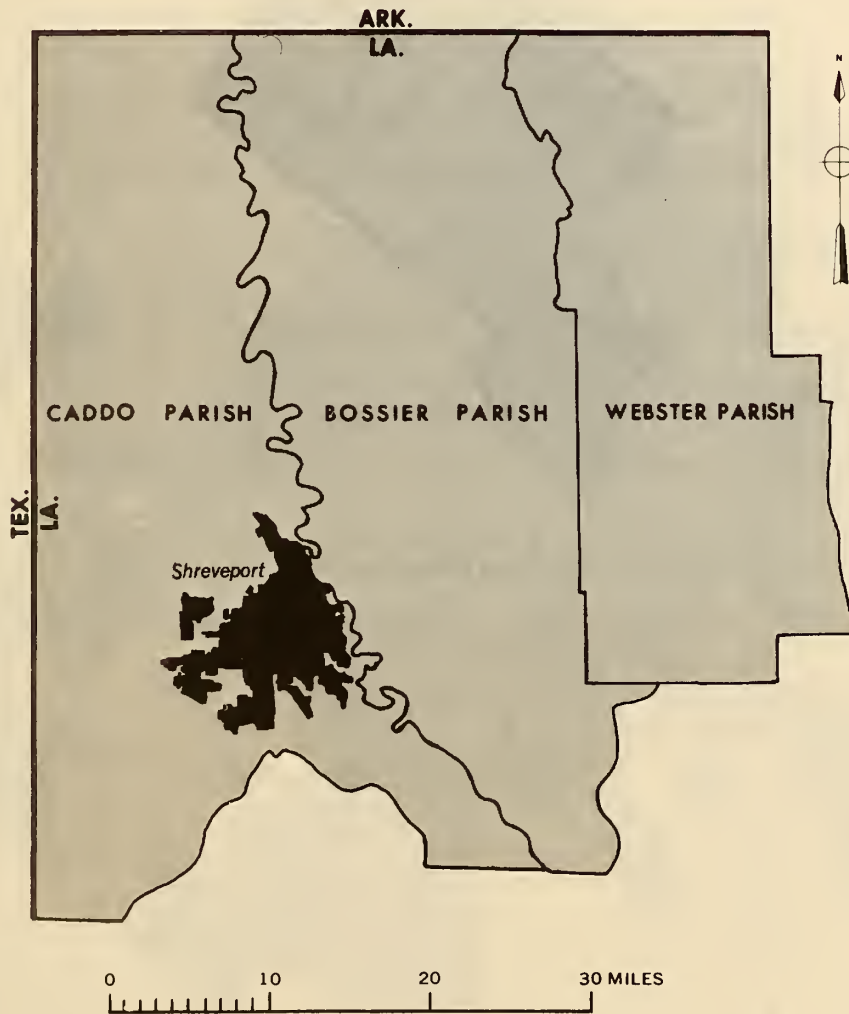 ARK.
LA.
N
CADDO PARISH BOSSIER PARISH WEBSTER PARISH
TEX.
LA.
Shreveport
0 10 20 30 MILES